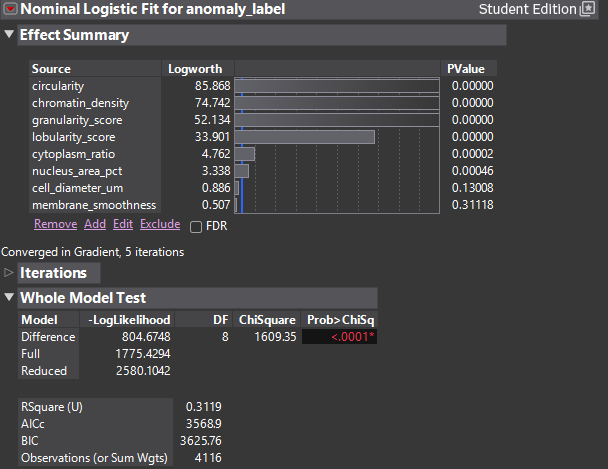 Nominal Logistic Fit for anomaly_label Student Edition
Effect Summary
Source Logworth PValue
circularity 85.868 0.00000
chromatin_density 74.742 0.00000
granularity_score 52.134 0.00000
lobularity_score 33.901 0.00000
cytoplasm_ratio 4.762 0.00002
nucleus_area_pct 3.338 0.00046
cell_diameter_um 0.886 0.13008
membrane_smoothness 0.507 0.31118
Remove Add Edit Exclude FDR
Converged in Gradient, 5 iterations
Iterations
Whole Model Test
Model -LogLikelihood DF ChiSquare Prob>ChiSq
Difference 804.6748 8 1609.35 <.0001*
Full 1775.4294
Reduced 2580.1042
RSquare (U) 0.3119
AICc 3568.9
BIC 3625.76
Observations (or Sum Wgts) 4116